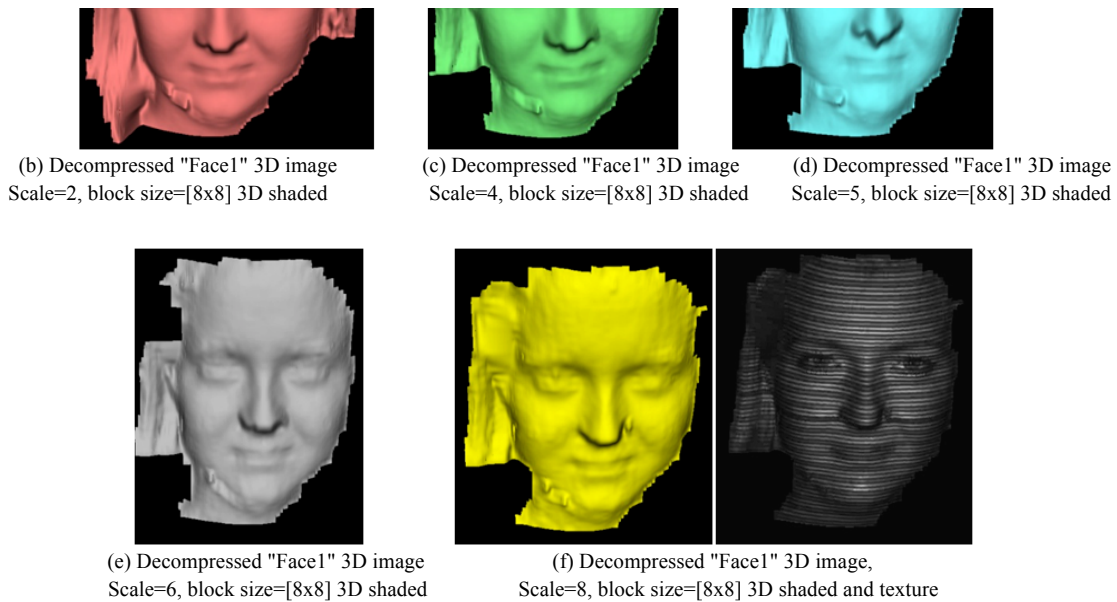 (b) Decompressed "Face1" 3D image
Scale=2, block size=[8x8] 3D shaded
(c) Decompressed "Face1" 3D image
Scale=4, block size=[8x8] 3D shaded
(d) Decompressed "Face1" 3D image
Scale=5, block size=[8x8] 3D shaded
(e) Decompressed "Face1" 3D image
Scale=6, block size=[8x8] 3D shaded
(f) Decompressed "Face1" 3D image,
Scale=8, block size=[8x8] 3D shaded and texture